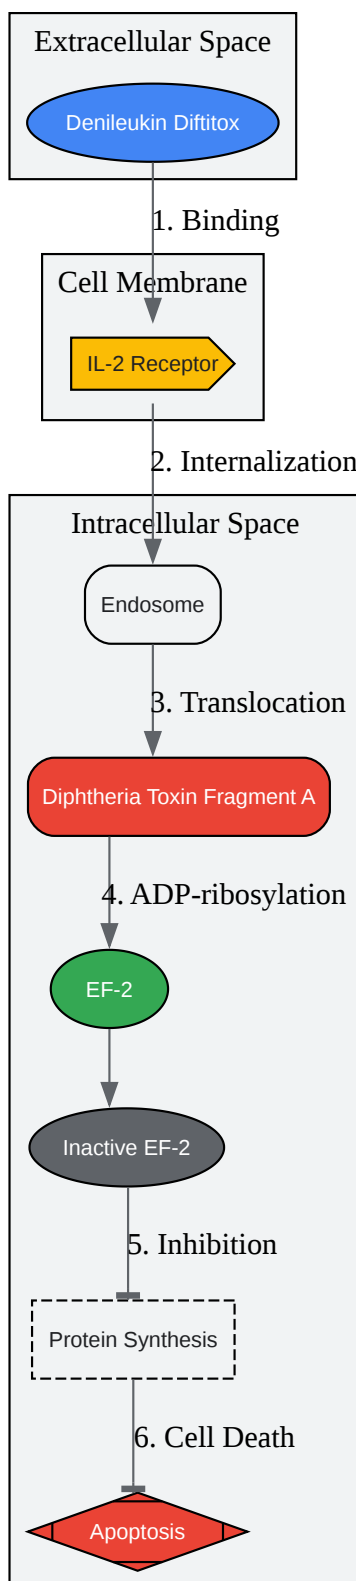 Extracellular Space
Denileukin Diftitox
1. Binding
Cell Membrane
IL-2 Receptor
2. Internalization
Intracellular Space
Endosome
3. Translocation
Diphtheria Toxin Fragment A
4. ADP-ribosylation
EF-2
Inactive EF-2
5. Inhibition
Protein Synthesis
6. Cell Death
Apoptosis